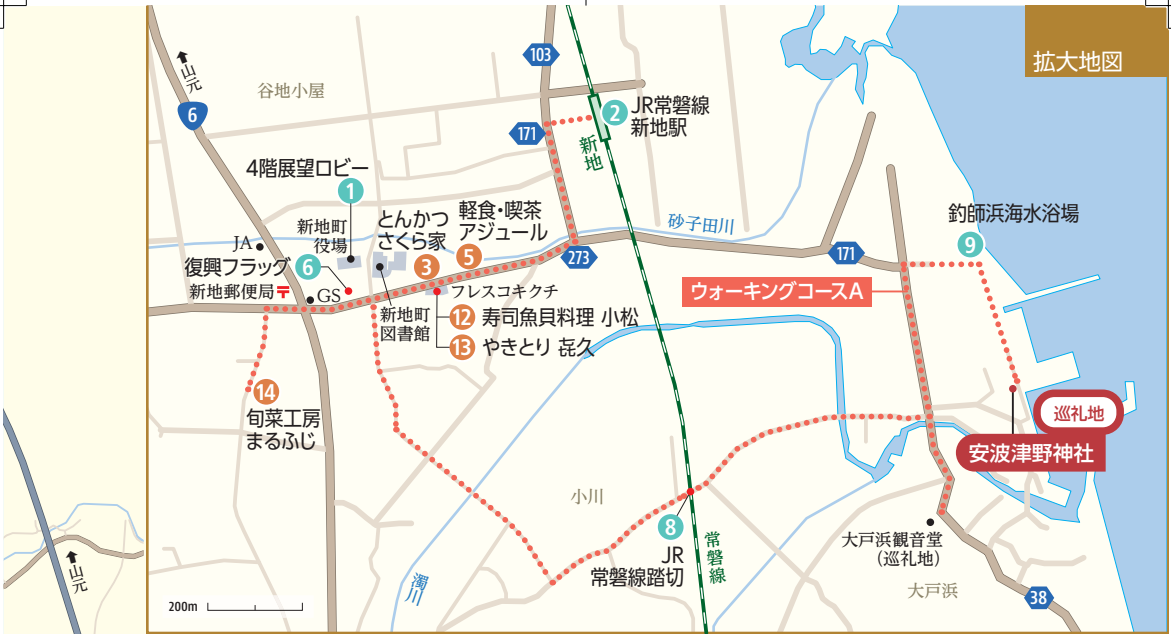 拡大地図
山元
6
谷地小屋
103
171
2
JR常磐線
新地駅
新地
4階展望ロビー
1
新地町
役場
とんかつ
さくら家
3
軽食・喫茶
アジュール
5
273
砂子田川
171
釣師浜海水浴場
9
JA
復興フラッグ
6
新地郵便局
GS
新地町
図書館
フレスコキクチ
12 寿司魚貝料理 小松
13 やきとり 㐂久
ウォーキングコースA
14
旬菜工房
まるふじ
巡礼地
安波津野神社
小川
8
JR
常磐線踏切
常磐線
大戸浜観音堂
(巡礼地)
大戸浜
38
濁川
200m
山元